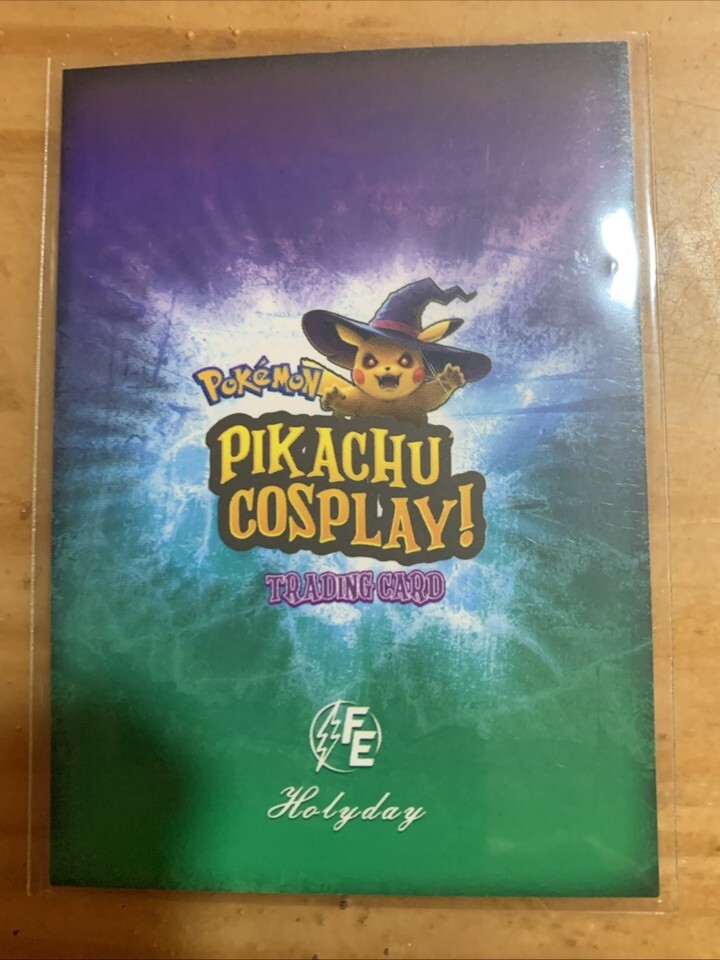 POKéMON
PIKACHU
COSPLAY!
TRADING CARD
FE
Holyday